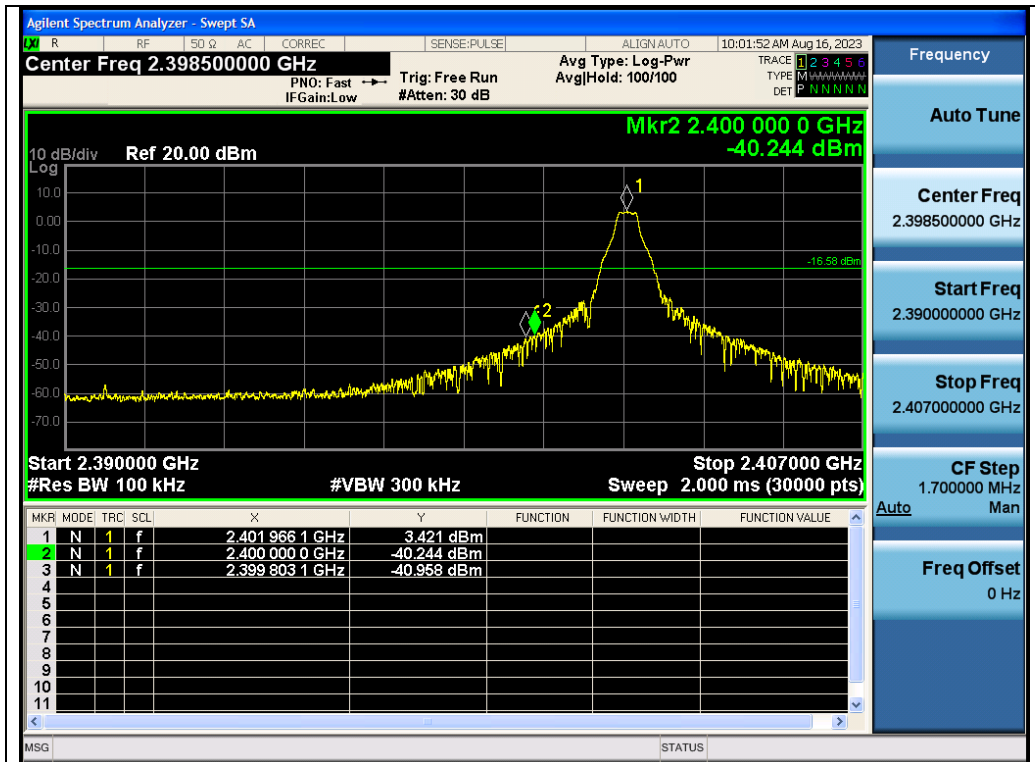 Agilent Spectrum Analyzer - Swept SA
LXI R RF 50 Ω AC CORREC SENSE:PULSE ALIGN AUTO 10:01:52 AM Aug 16, 2023
Center Freq 2.398500000 GHz
PNO: Fast
IFGain:Low
Trig: Free Run
#Atten: 30 dB
Avg Type: Log-Pwr
Avg|Hold: 100/100
TRACE 1 2 3 4 5 6
TYPE M WWWWW
DET P N N N N N
Mkr2 2.400 000 0 GHz
-40.244 dBm
10 dB/div Ref 20.00 dBm
Log
10.0
0.00
-10.0
-20.0
-30.0
-40.0
-50.0
-60.0
-70.0
1
2
-16.58 dBm
Start 2.390000 GHz Stop 2.407000 GHz
#Res BW 100 kHz #VBW 300 kHz Sweep 2.000 ms (30000 pts)
MKR MODE TRC SCL X Y FUNCTION FUNCTION WIDTH FUNCTION VALUE
1 N 1 f 2.401 966 1 GHz 3.421 dBm
2 N 1 f 2.400 000 0 GHz -40.244 dBm
3 N 1 f 2.399 803 1 GHz -40.958 dBm
4
5
6
7
8
9
10
11
MSG STATUS
Frequency
Auto Tune
Center Freq
2.398500000 GHz
Start Freq
2.390000000 GHz
Stop Freq
2.407000000 GHz
CF Step
1.700000 MHz
Auto Man
Freq Offset
0 Hz